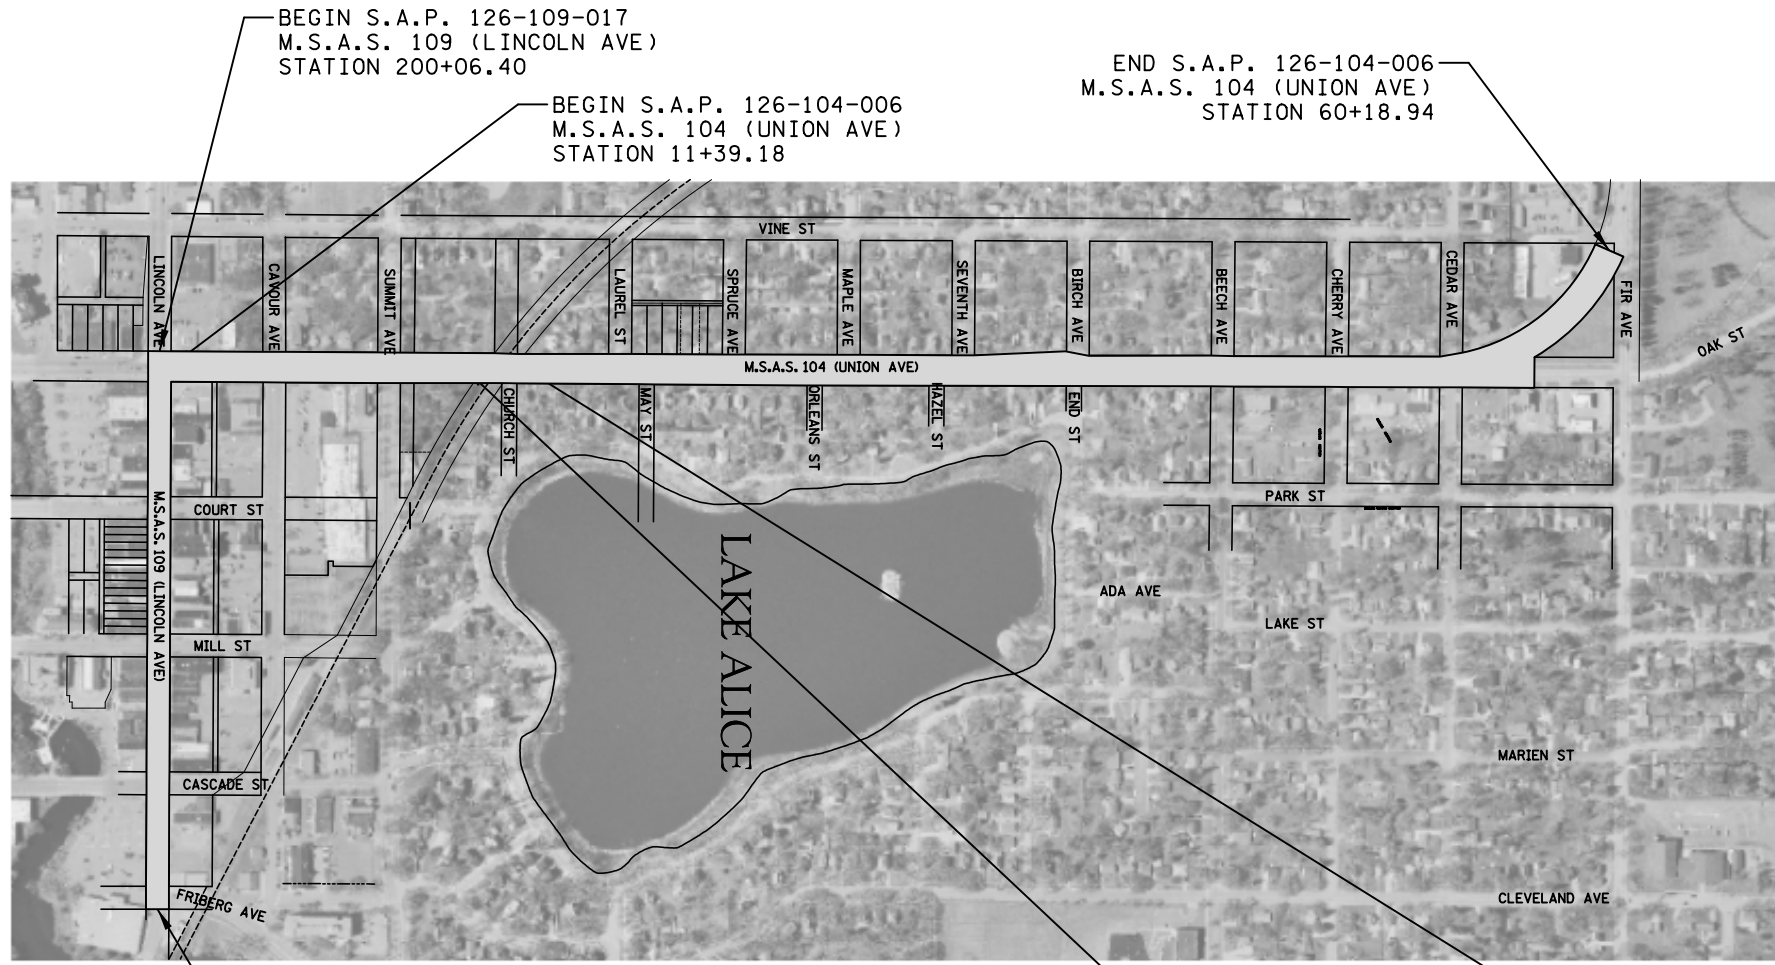 BEGIN S.A.P. 126-109-017
M.S.A.S. 109 (LINCOLN AVE)
STATION 200+06.40
BEGIN S.A.P. 126-104-006
M.S.A.S. 104 (UNION AVE)
STATION 11+39.18
END S.A.P. 126-104-006
M.S.A.S. 104 (UNION AVE)
STATION 60+18.94
VINE ST
LINCOLN AVE
CAVOUR AVE
SUMMIT AVE
LAUREL ST
SPRUCE AVE
MAPLE AVE
SEVENTH AVE
BIRCH AVE
BEECH AVE
CHERRY AVE
CEDAR AVE
FIR AVE
OAK ST
M.S.A.S. 104 (UNION AVE)
CHURCH ST
MAY ST
ORLEANS ST
HAZEL ST
END ST
M.S.A.S. 109 (LINCOLN AVE)
COURT ST
PARK ST
LAKE ALICE
ADA AVE
LAKE ST
MILL ST
MARIEN ST
CASCADE ST
FRIBERG AVE
CLEVELAND AVE